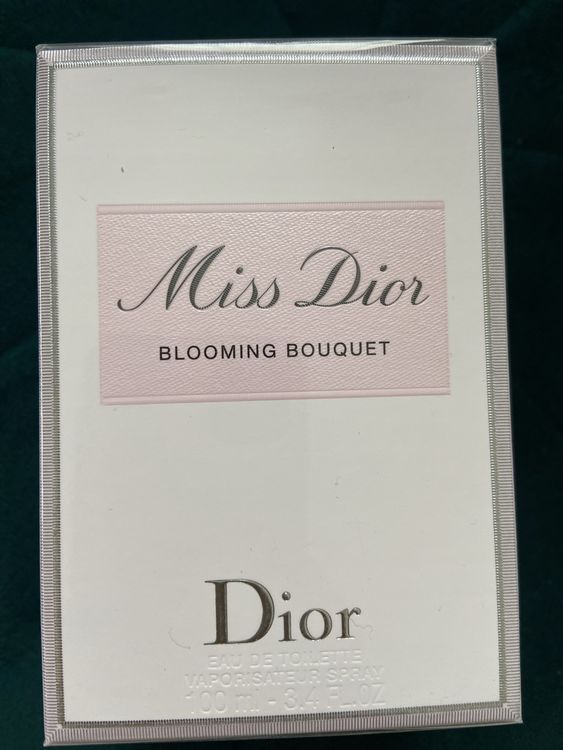 Miss Dior
BLOOMING BOUQUET
Dior
EAU DE TOILETTE
VAPORISATEUR SPRAY
100 ml - 3.4 FL.OZ